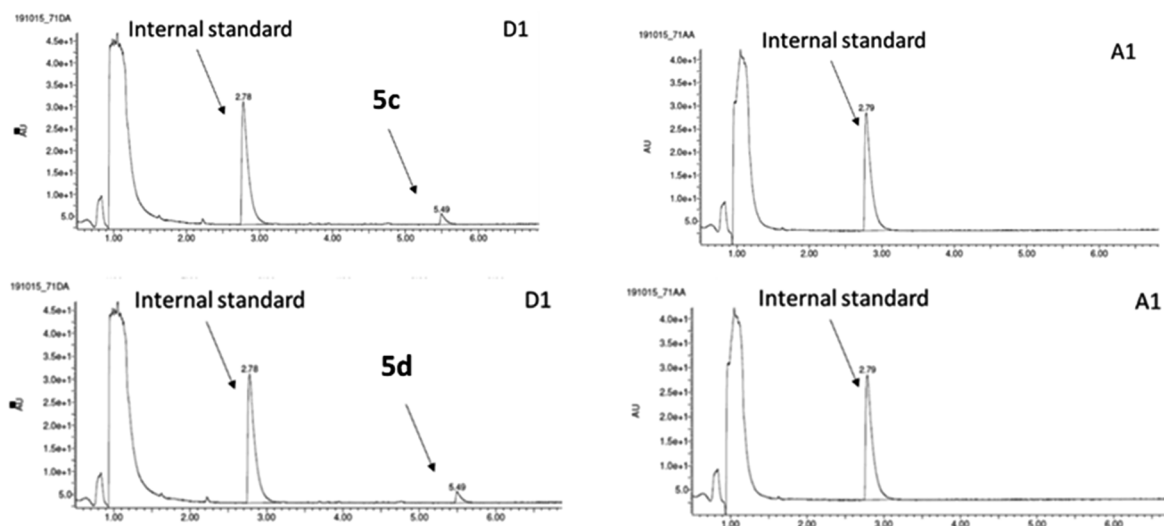 191015_71DA
Internal standard
D1
4.5e+1
4.0e+1
3.5e+1
3.0e+1
2.5e+1
2.0e+1
1.5e+1
1.0e+1
5.0
AU
2.78
5c
5.49
1.00 2.00 3.00 4.00 5.00 6.00
191015_71AA
Internal standard
A1
4.0e+1
3.5e+1
3.0e+1
2.5e+1
2.0e+1
1.5e+1
1.0e+1
5.0
AU
2.79
1.00 2.00 3.00 4.00 5.00 6.00
191015_71DA
Internal standard
D1
4.5e+1
4.0e+1
3.5e+1
3.0e+1
2.5e+1
2.0e+1
1.5e+1
1.0e+1
5.0
AU
2.78
5d
5.49
1.00 2.00 3.00 4.00 5.00 6.00
191015_71AA
Internal standard
A1
4.0e+1
3.5e+1
3.0e+1
2.5e+1
2.0e+1
1.5e+1
1.0e+1
5.0
AU
2.79
1.00 2.00 3.00 4.00 5.00 6.00